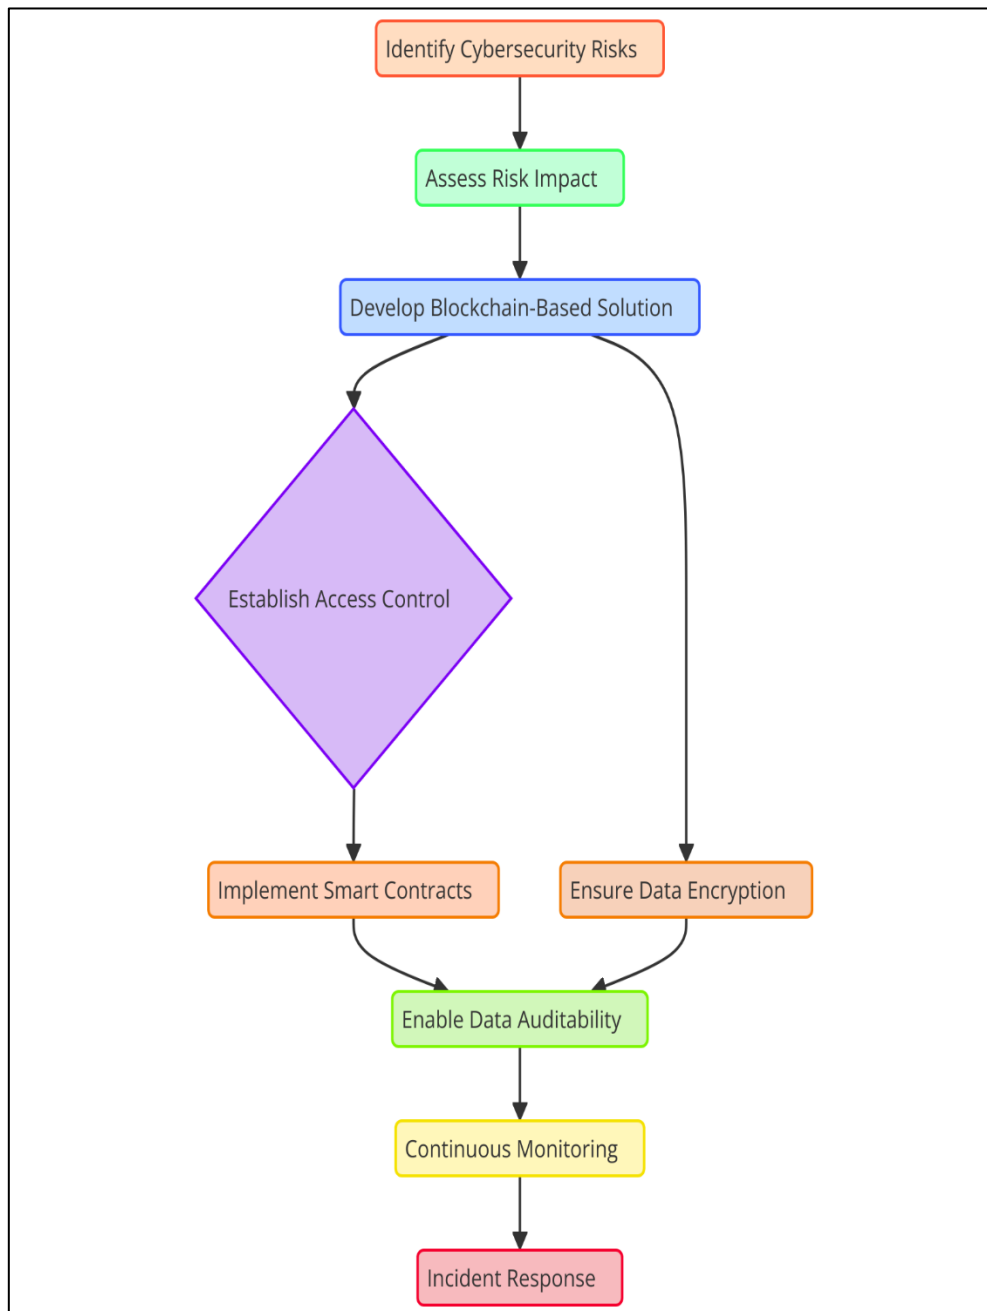 Identify Cybersecurity Risks
Assess Risk Impact
Develop Blockchain-Based Solution
Establish Access Control
Implement Smart Contracts
Ensure Data Encryption
Enable Data Auditability
Continuous Monitoring
Incident Response